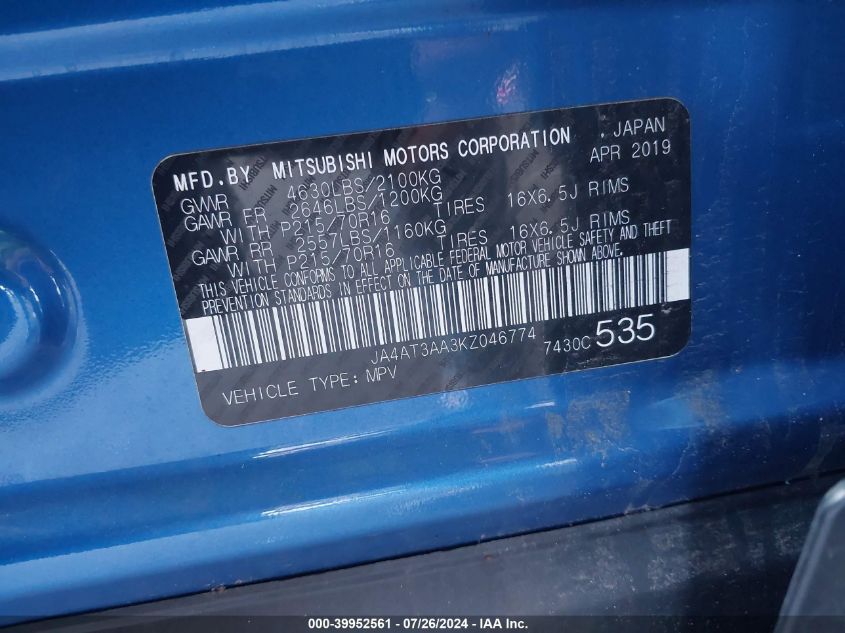 MFD.BY MITSUBISHI MOTORS CORPORATION . JAPAN
APR 2019
GVWR 4630LBS/2100KG
GAWR FR 2646LBS/1200KG
WITH P215/70R16 TIRES 16X6.5J RIMS
GAWR RR 2557LBS/1160KG
WITH P215/70R16 TIRES 16X6.5J RIMS
THIS VEHICLE CONFORMS TO ALL APPLICABLE FEDERAL MOTOR VEHICLE SAFETY AND THEFT
PREVENTION STANDARDS IN EFFECT ON THE DATE OF MANUFACTURE SHOWN ABOVE.
JA4AT3AA3KZ046774 7430C 535
VEHICLE TYPE: MPV
000-39952561 - 07/26/2024 - IAA Inc.